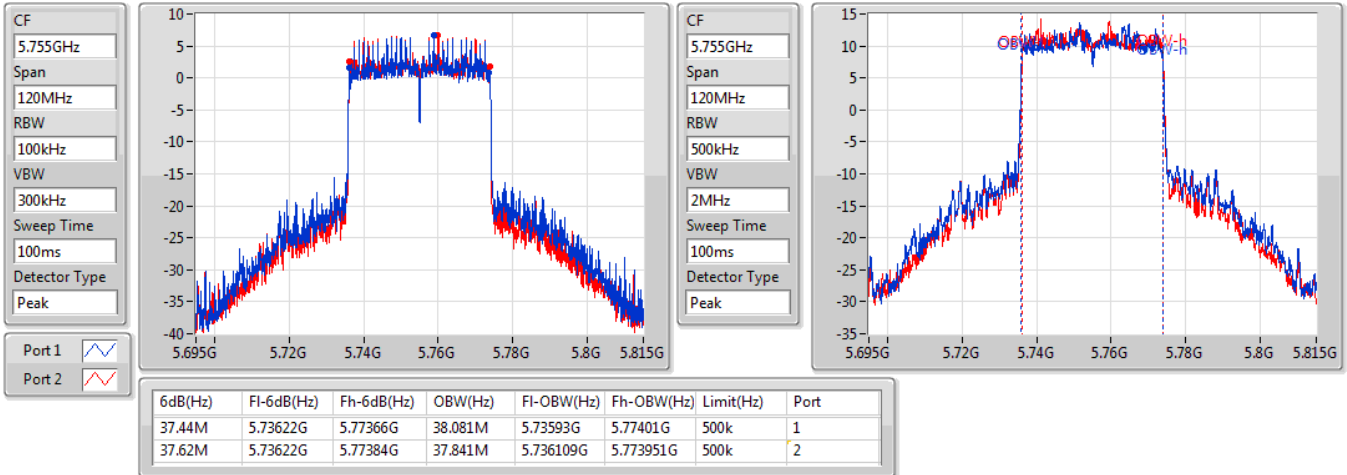 CF
5.755GHz
Span
120MHz
RBW
100kHz
VBW
300kHz
Sweep Time
100ms
Detector Type
Peak
10
5
0
-5
-10
-15
-20
-25
-30
-35
-40
5.695G 5.72G 5.74G 5.76G 5.78G 5.8G 5.815G
CF
5.755GHz
Span
120MHz
RBW
500kHz
VBW
2MHz
Sweep Time
100ms
Detector Type
Peak
15
10
5
0
-5
-10
-15
-20
-25
-30
-35
OBW-h
OBW-h
5.695G 5.72G 5.74G 5.76G 5.78G 5.8G 5.815G
Port 1
Port 2
6dB(Hz) Fl-6dB(Hz) Fh-6dB(Hz) OBW(Hz) Fl-OBW(Hz) Fh-OBW(Hz) Limit(Hz) Port
37.44M 5.73622G 5.77366G 38.081M 5.73593G 5.77401G 500k 1
37.62M 5.73622G 5.77384G 37.841M 5.736109G 5.773951G 500k 2